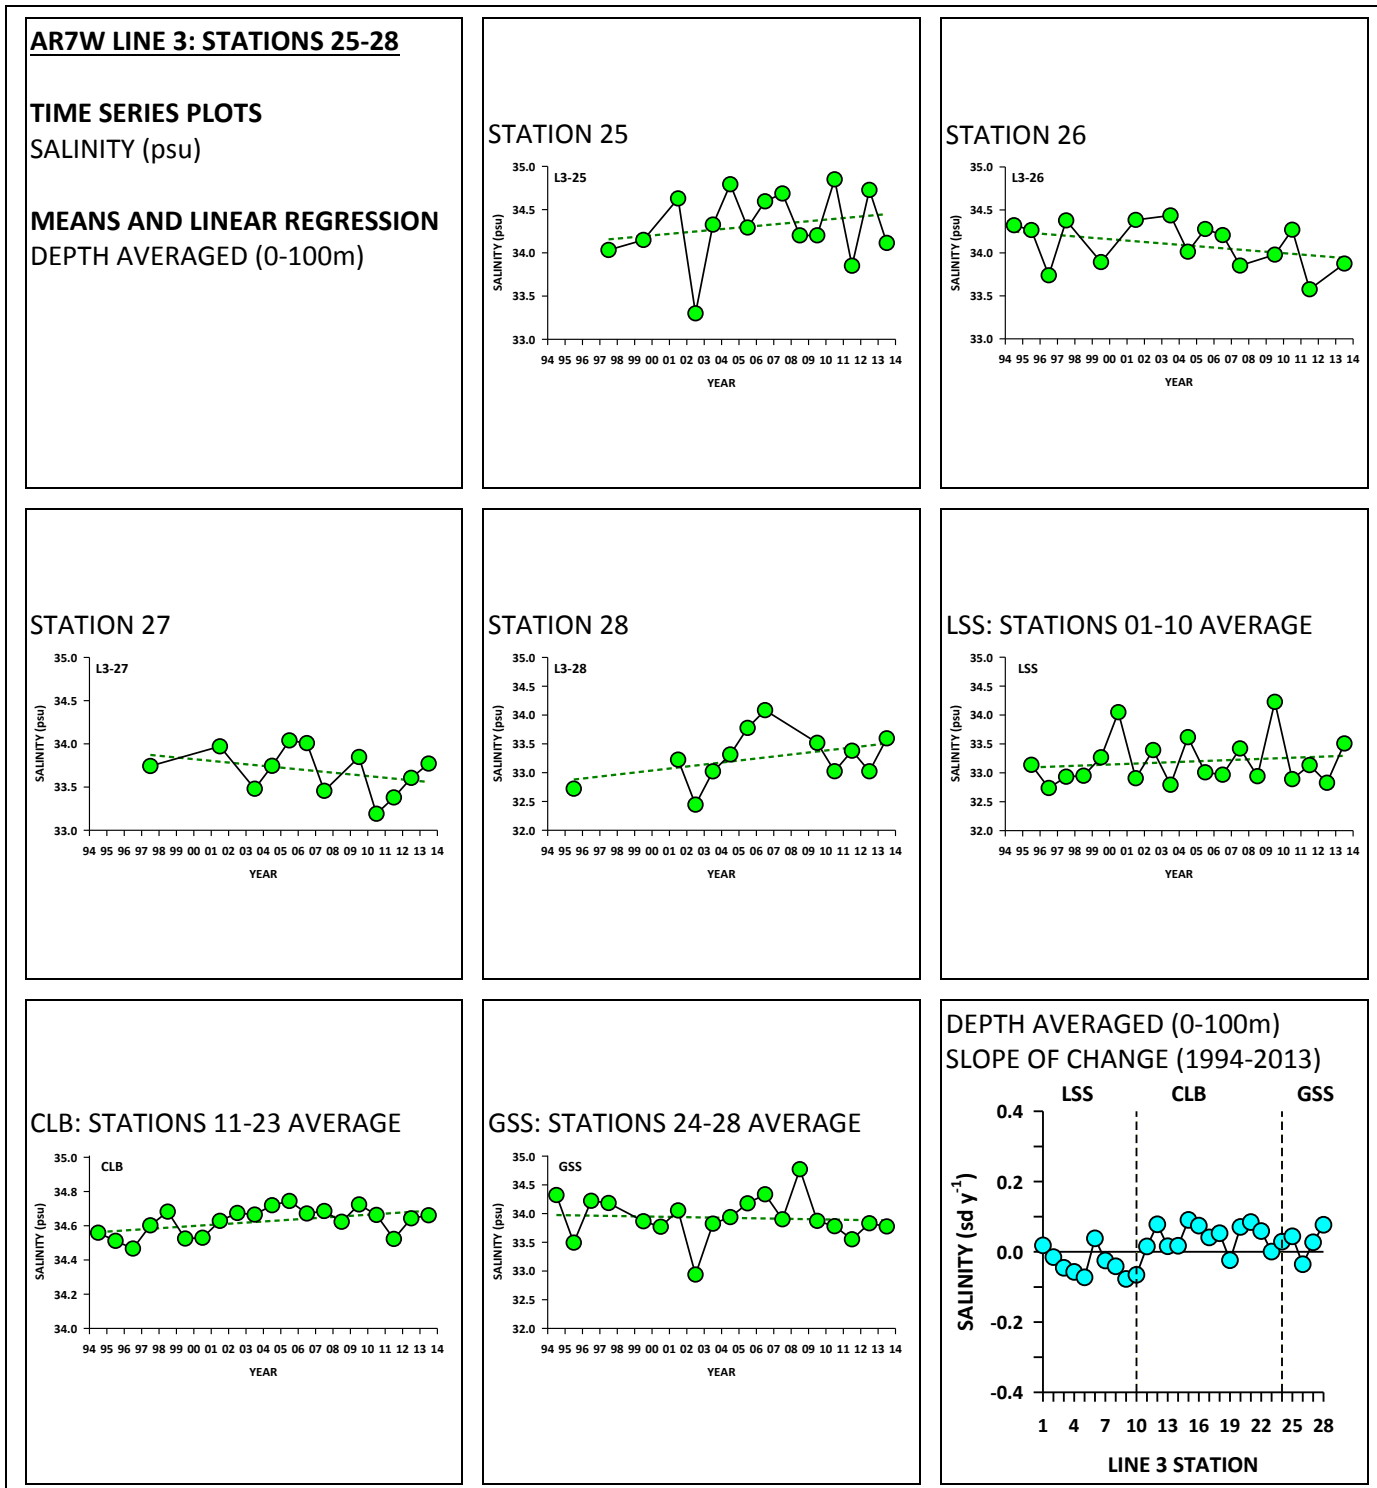 AR7W LINE 3: STATIONS 25-28
TIME SERIES PLOTS
SALINITY (psu)
MEANS AND LINEAR REGRESSION
DEPTH AVERAGED (0-100m)
STATION 25
L3-25
35.0
34.5
34.0
33.5
33.0
SALINITY (psu)
94 95 96 97 98 99 00 01 02 03 04 05 06 07 08 09 10 11 12 13 14
YEAR
STATION 26
L3-26
35.0
34.5
34.0
33.5
33.0
SALINITY (psu)
94 95 96 97 98 99 00 01 02 03 04 05 06 07 08 09 10 11 12 13 14
YEAR
STATION 27
L3-27
35.0
34.5
34.0
33.5
33.0
SALINITY (psu)
94 95 96 97 98 99 01 02 03 04 05 06 07 08 09 10 11 12 13 14
YEAR
STATION 28
L3-28
35.0
34.5
34.0
33.5
33.0
32.5
32.0
SALINITY (psu)
94 95 96 97 98 99 00 01 02 03 04 05 06 07 08 09 10 11 12 13 14
YEAR
LSS: STATIONS 01-10 AVERAGE
LSS
35.0
34.5
34.0
33.5
33.0
32.5
32.0
SALINITY (psu)
94 95 96 97 98 99 00 01 02 03 04 05 06 07 08 09 10 11 12 13 14
YEAR
CLB: STATIONS 11-23 AVERAGE
CLB
35.0
34.8
34.6
34.4
34.2
34.0
SALINITY (psu)
94 95 96 97 98 99 00 01 02 03 04 05 06 07 08 09 10 11 12 13 14
YEAR
GSS: STATIONS 24-28 AVERAGE
GSS
35.0
34.5
34.0
33.5
33.0
32.5
32.0
SALINITY (psu)
94 95 96 97 98 99 00 01 02 03 04 05 06 07 08 09 10 11 12 13 14
YEAR
DEPTH AVERAGED (0-100m)
SLOPE OF CHANGE (1994-2013)
LSS CLB GSS
0.4
0.2
0.0
-0.2
-0.4
SALINITY (sd y⁻¹)
1 4 7 10 13 16 19 22 25 28
LINE 3 STATION